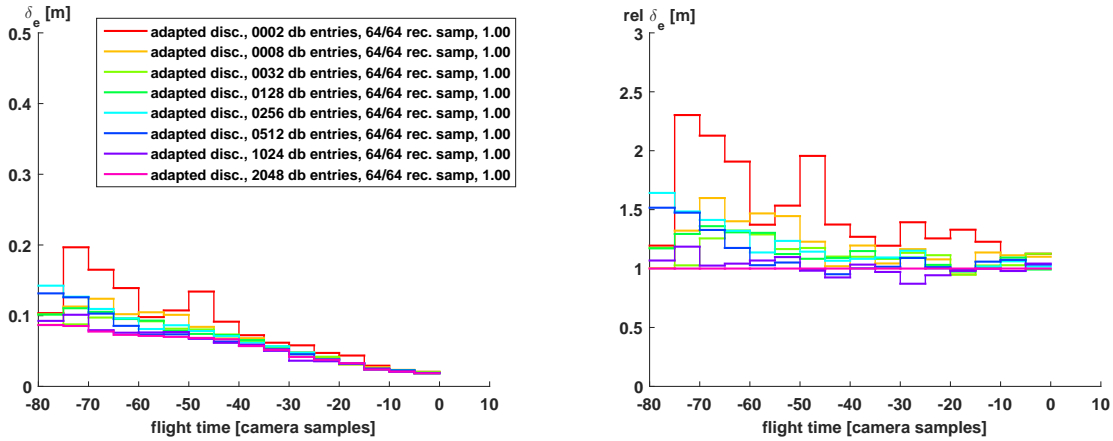 δe [m]
0.5
0.4
0.3
0.2
0.1
0
-80 -70 -60 -50 -40 -30 -20 -10 0 10
flight time [camera samples]
adapted disc., 0002 db entries, 64/64 rec. samp, 1.00
adapted disc., 0008 db entries, 64/64 rec. samp, 1.00
adapted disc., 0032 db entries, 64/64 rec. samp, 1.00
adapted disc., 0128 db entries, 64/64 rec. samp, 1.00
adapted disc., 0256 db entries, 64/64 rec. samp, 1.00
adapted disc., 0512 db entries, 64/64 rec. samp, 1.00
adapted disc., 1024 db entries, 64/64 rec. samp, 1.00
adapted disc., 2048 db entries, 64/64 rec. samp, 1.00
rel δe [m]
3
2.5
2
1.5
1
0.5
0
-80 -70 -60 -50 -40 -30 -20 -10 0 10
flight time [camera samples]